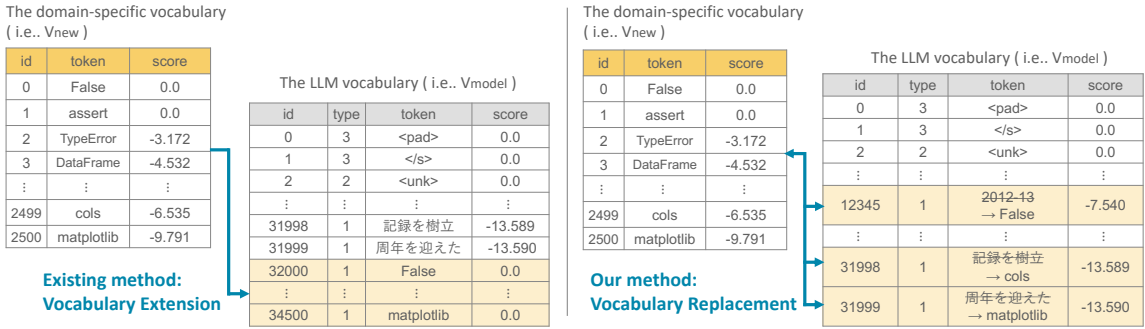 The domain-specific vocabulary
( i.e.. Vnew )
id token score
0 False 0.0
1 assert 0.0
2 TypeError -3.172
3 DataFrame -4.532
⋮ ⋮ ⋮
2499 cols -6.535
2500 matplotlib -9.791
The LLM vocabulary ( i.e.. Vmodel )
id type token score
0 3 <pad> 0.0
1 3 </s> 0.0
2 2 <unk> 0.0
⋮ ⋮ ⋮ ⋮
31998 1 記録を樹立 -13.589
31999 1 周年を迎えた -13.590
32000 1 False 0.0
⋮ ⋮ ⋮ ⋮
34500 1 matplotlib 0.0
Existing method:
Vocabulary Extension
The domain-specific vocabulary
( i.e.. Vnew )
id token score
0 False 0.0
1 assert 0.0
2 TypeError -3.172
3 DataFrame -4.532
⋮ ⋮ ⋮
2499 cols -6.535
2500 matplotlib -9.791
The LLM vocabulary ( i.e.. Vmodel )
id type token score
0 3 <pad> 0.0
1 3 </s> 0.0
2 2 <unk> 0.0
⋮ ⋮ ⋮ ⋮
12345 1 2012-13 -7.540
→ False
⋮ ⋮ ⋮ ⋮
31998 1 記録を樹立 -13.589
→ cols
31999 1 周年を迎えた -13.590
→ matplotlib
Our method:
Vocabulary Replacement